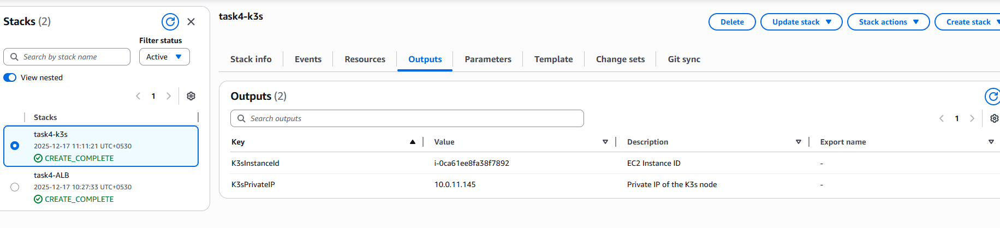 Stacks (2)
Filter status
Search by stack name
Active
View nested
1
Stacks
task4-k3s
2025-12-17 11:11:21 UTC+0530
CREATE_COMPLETE
task4-ALB
2025-12-17 10:27:33 UTC+0530
CREATE_COMPLETE
task4-k3s
Delete
Update stack
Stack actions
Create stack
Stack info
Events
Resources
Outputs
Parameters
Template
Change sets
Git sync
Outputs (2)
Search outputs
1
Key Value Description Export name
K3sInstanceId i-0ca61ee8fa38f7892 EC2 Instance ID -
K3sPrivateIP 10.0.11.145 Private IP of the K3s node -